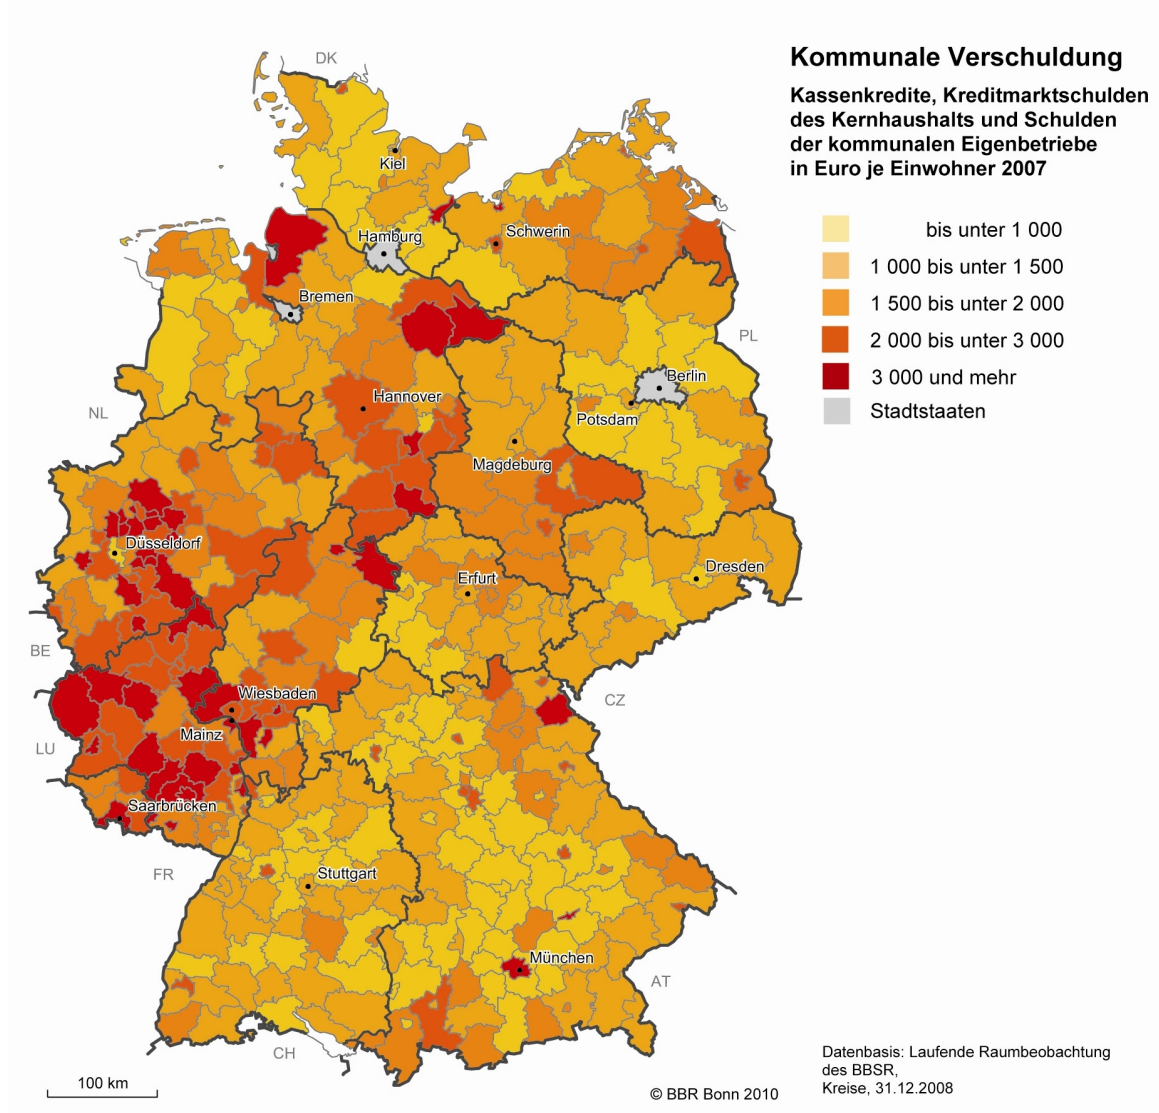 Kommunale Verschuldung
Kassenkredite, Kreditmarktschulden
des Kernhaushalts und Schulden
der kommunalen Eigenbetriebe
in Euro je Einwohner 2007
bis unter 1 000
1 000 bis unter 1 500
1 500 bis unter 2 000
2 000 bis unter 3 000
3 000 und mehr
Stadtstaaten
DK
Kiel
Hamburg
Schwerin
Bremen
PL
Berlin
Hannover
NL
Potsdam
Magdeburg
Düsseldorf
Dresden
Erfurt
BE
Wiesbaden
CZ
Mainz
LU
Saarbrücken
FR
Stuttgart
München
AT
CH
100 km
© BBR Bonn 2010
Datenbasis: Laufende Raumbeobachtung
des BBSR,
Kreise, 31.12.2008